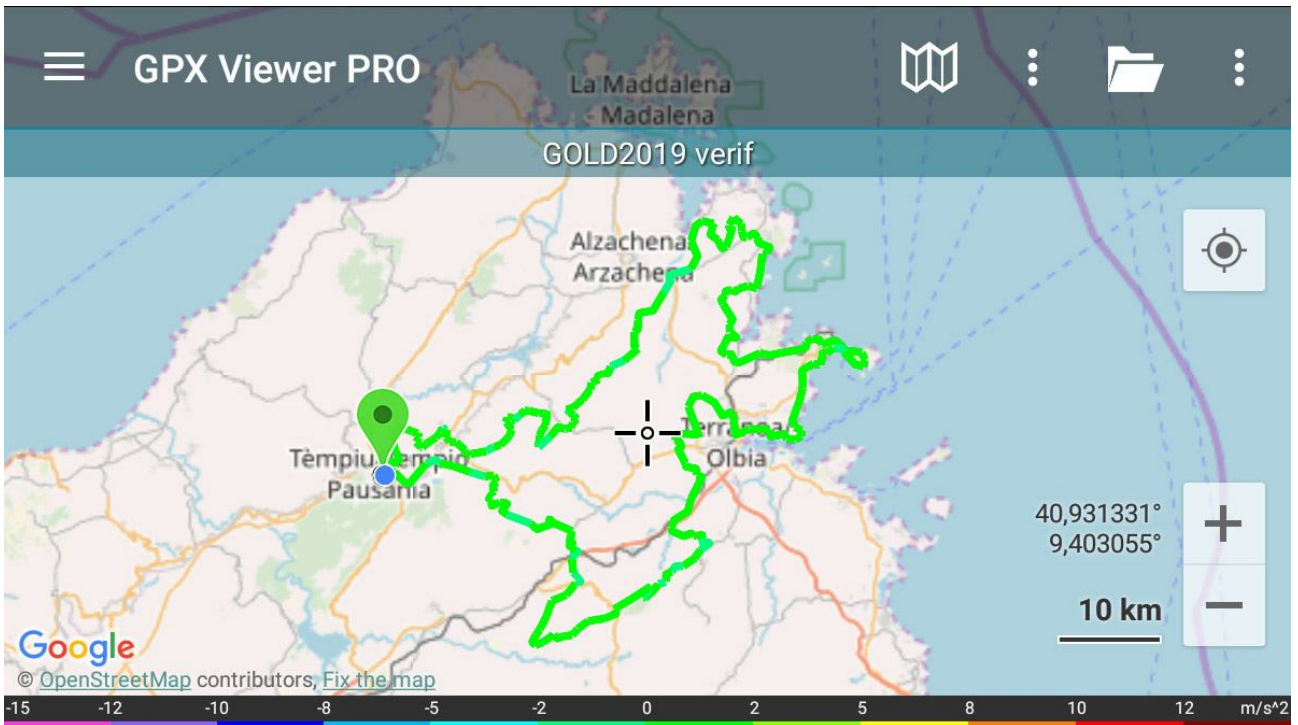 GPX Viewer PRO
La Maddalena
- Madalena
GOLD2019 verif
Alzachena
Arzachena
Terranoa
Olbia
Tèmpiu Tempio
Pausania
40,931331°
9,403055°
10 km
Google
© OpenStreetMap contributors, Fix the map
-15 -12 -10 -8 -5 -2 0 2 5 8 10 12 m/s^2